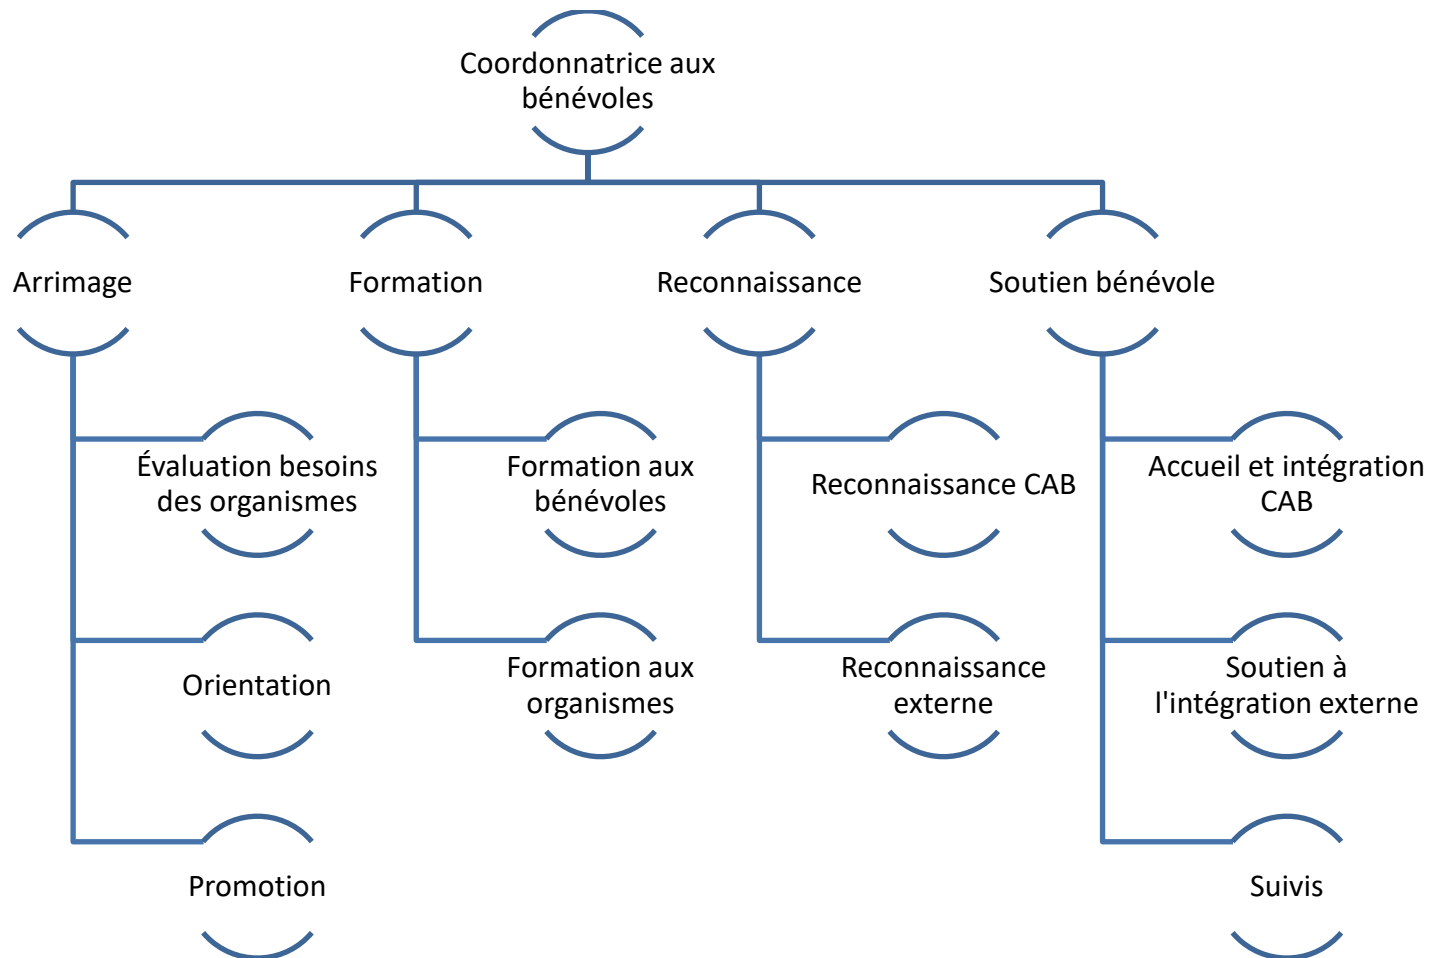 Coordonnatrice aux
bénévoles
Arrimage
Formation
Reconnaissance
Soutien bénévole
Évaluation besoins
des organismes
Formation aux
bénévoles
Reconnaissance CAB
Accueil et intégration
CAB
Orientation
Formation aux
organismes
Reconnaissance
externe
Soutien à
l'intégration externe
Promotion
Suivis